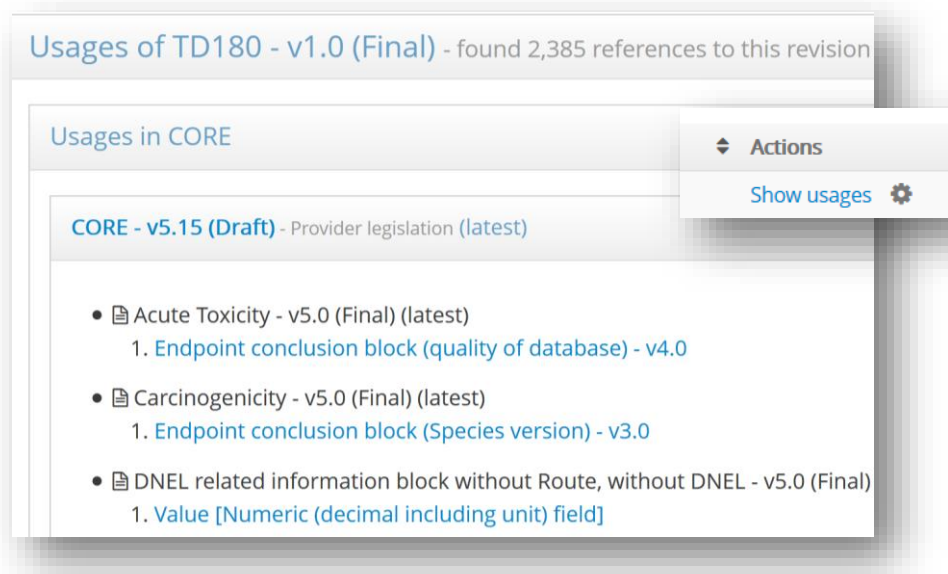 Usages of TD180 - v1.0 (Final) - found 2,385 references to this revision
Usages in CORE
Actions
Show usages
CORE - v5.15 (Draft) - Provider legislation (latest)
Acute Toxicity - v5.0 (Final) (latest)
1. Endpoint conclusion block (quality of database) - v4.0
Carcinogenicity - v5.0 (Final) (latest)
1. Endpoint conclusion block (Species version) - v3.0
DNEL related information block without Route, without DNEL - v5.0 (Final)
1. Value [Numeric (decimal including unit) field]